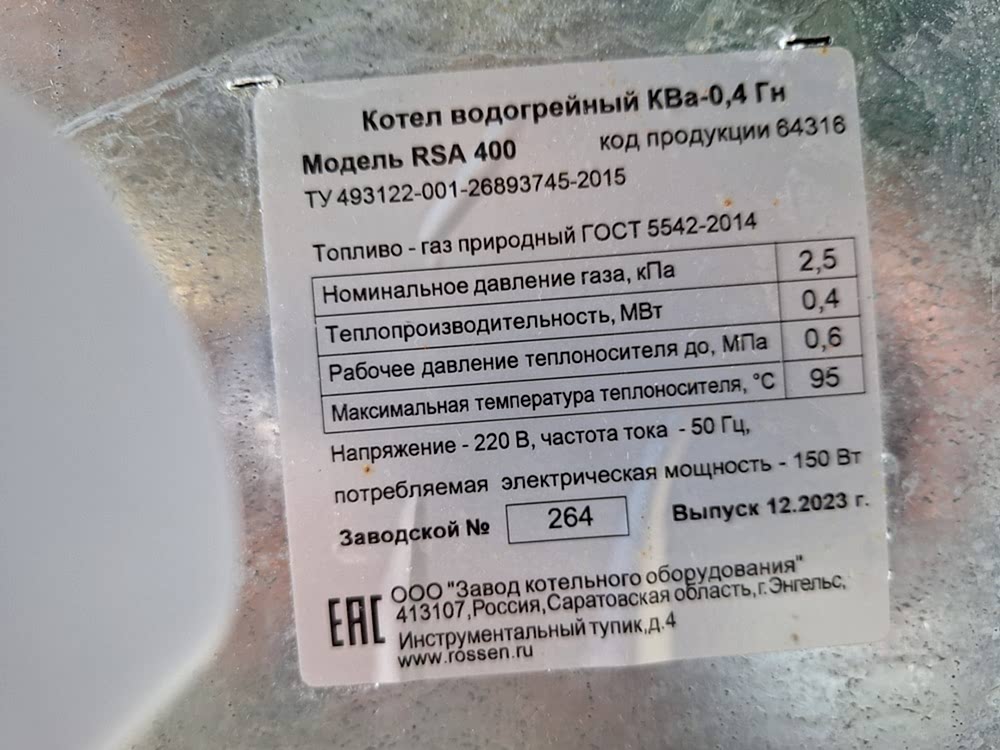 Котел водогрейный КВа-0,4 Гн
Модель RSA 400 код продукции 64316
ТУ 493122-001-26893745-2015
Топливо - газ природный ГОСТ 5542-2014
Номинальное давление газа, кПа 2,5
Теплопроизводительность, МВт 0,4
Рабочее давление теплоносителя до, МПа 0,6
Максимальная температура теплоносителя, °С 95
Напряжение - 220 В, частота тока - 50 Гц,
потребляемая электрическая мощность - 150 Вт
Заводской № 264 Выпуск 12.2023 г.
EAC
ООО "Завод котельного оборудования"
413107,Россия,Саратовская область,г.Энгельс,
Инструментальный тупик,д.4
www.rossen.ru